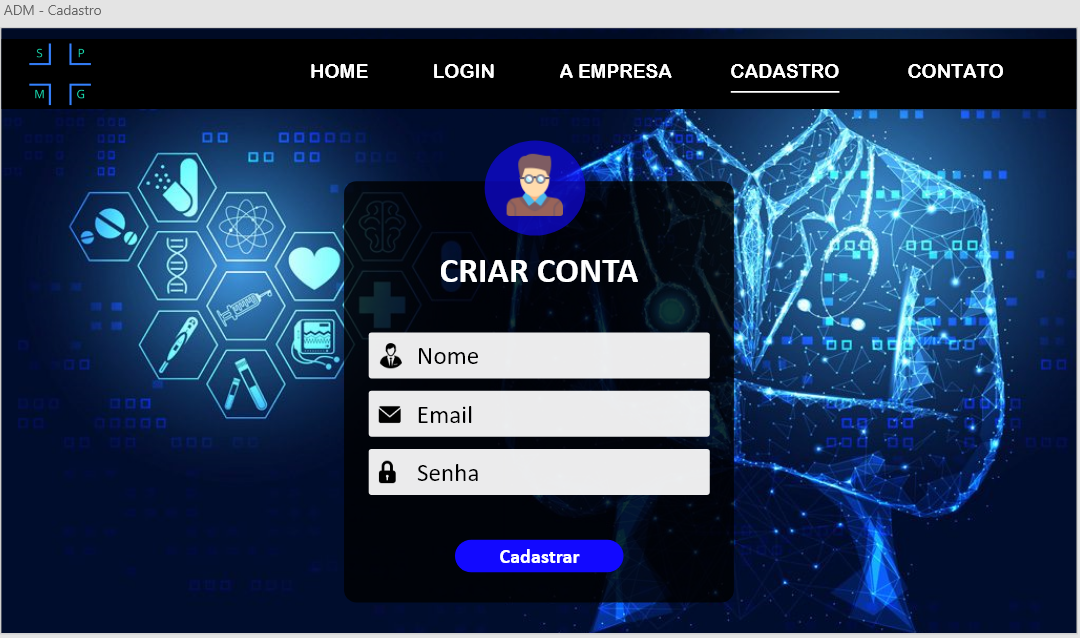 ADM - Cadastro
S P
M G
HOME LOGIN A EMPRESA CADASTRO CONTATO
CRIAR CONTA
Nome
Email
Senha
Cadastrar